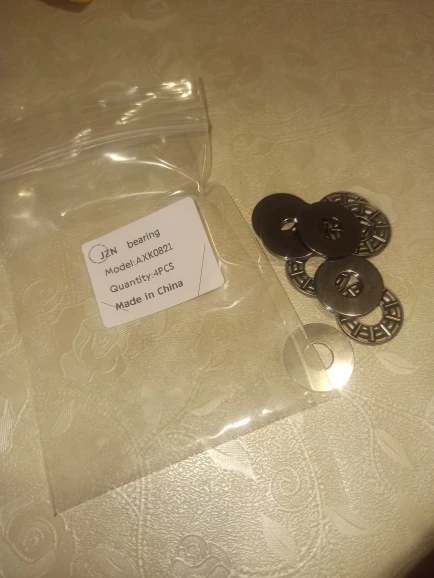 JZN bearing
Model:AXK0821
Quantity:4PCS
Made in China